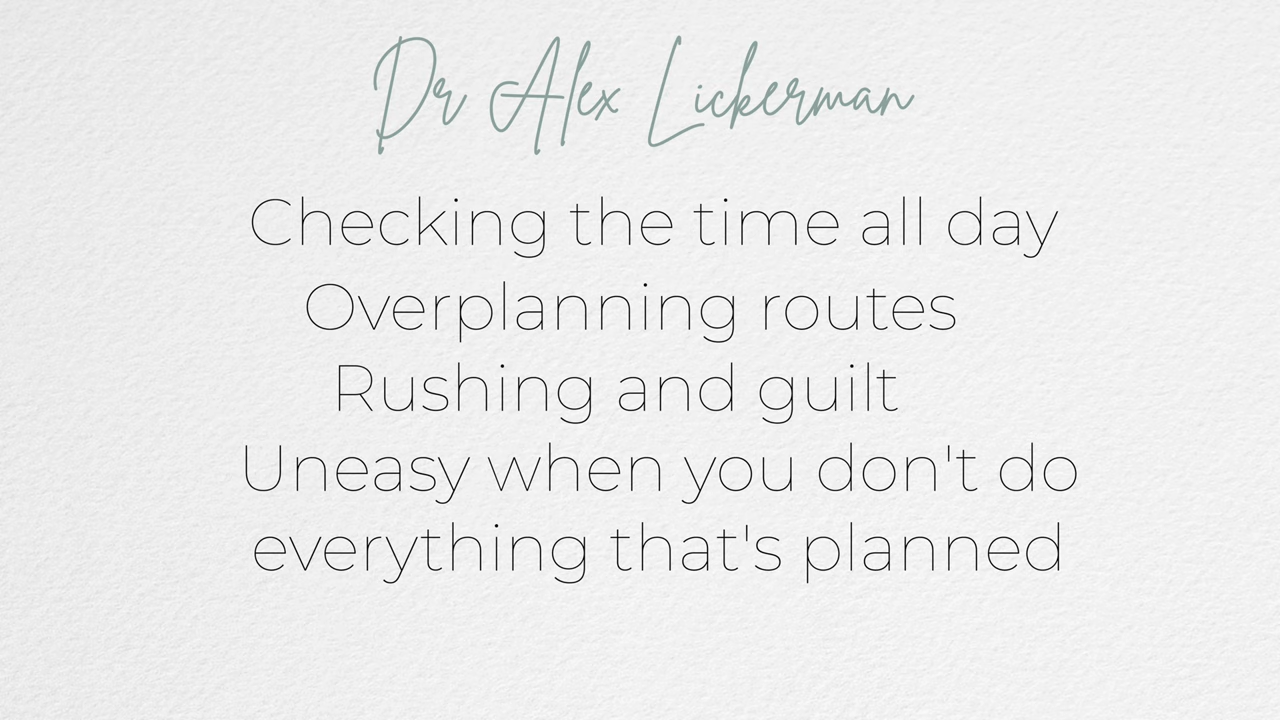 Dr Alex Lickerman
Checking the time all day
Overplanning routes
Rushing and guilt
Uneasy when you don't do
everything that's planned